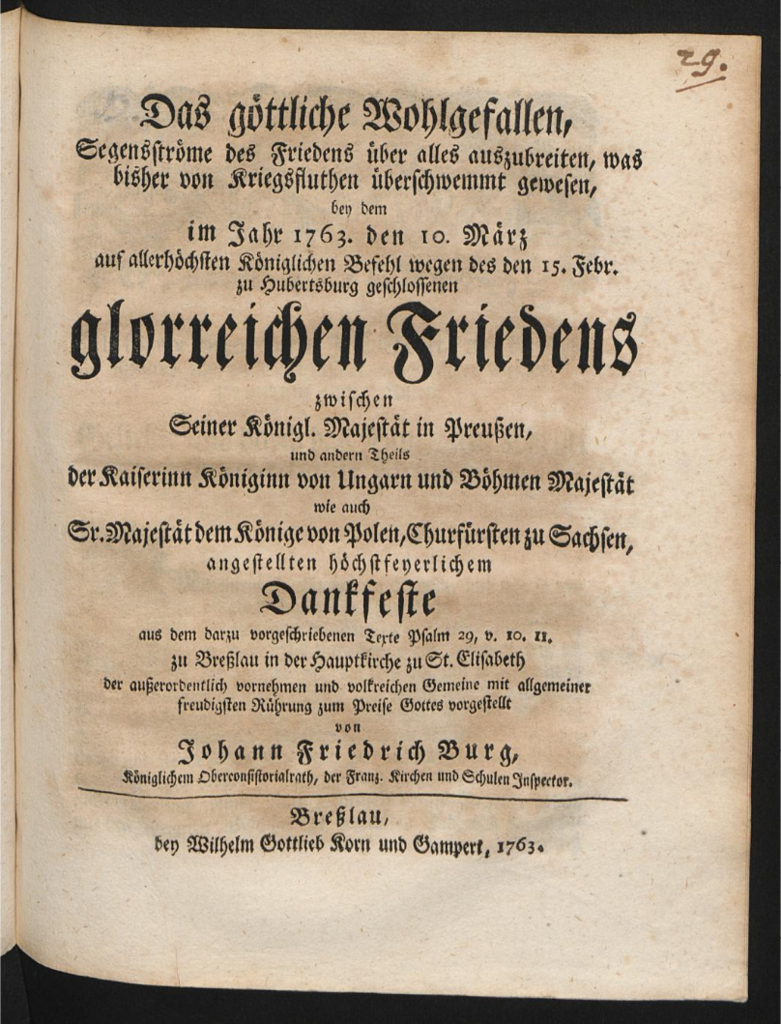 29.
Das göttliche Wohlgefallen,
Segensströme des Friedens über alles auszubreiten, was
bisher von Kriegsfluthen überschwemmt gewesen,
bey dem
im Jahr 1763. den 10. März
auf allerhöchsten Königlichen Befehl wegen des den 15. Febr.
zu Hubertsburg geschlossenen
glorreichen Friedens
zwischen
Seiner Königl. Majestät in Preußen,
und andern Theils
der Kaiserinn Königinn von Ungarn und Böhmen Majestät
wie auch
Sr. Majestät dem Könige von Polen, Churfürsten zu Sachsen,
angestellten höchstfeyerlichem
Dankfeste
aus dem darzu vorgeschriebenen Texte Psalm 29, v. 10. 11.
zu Breßlau in der Hauptkirche zu St. Elisabeth
der außerordentlich vornehmen und volkreichen Gemeine mit allgemeiner
freudigsten Rührung zum Preise Gottes vorgestellt
von
Johann Friedrich Burg,
Königlichem Oberconsistorialrath, der Franz. Kirchen und Schulen Inspector.
Breßlau,
bey Wilhelm Gottlieb Korn und Gampert, 1763.